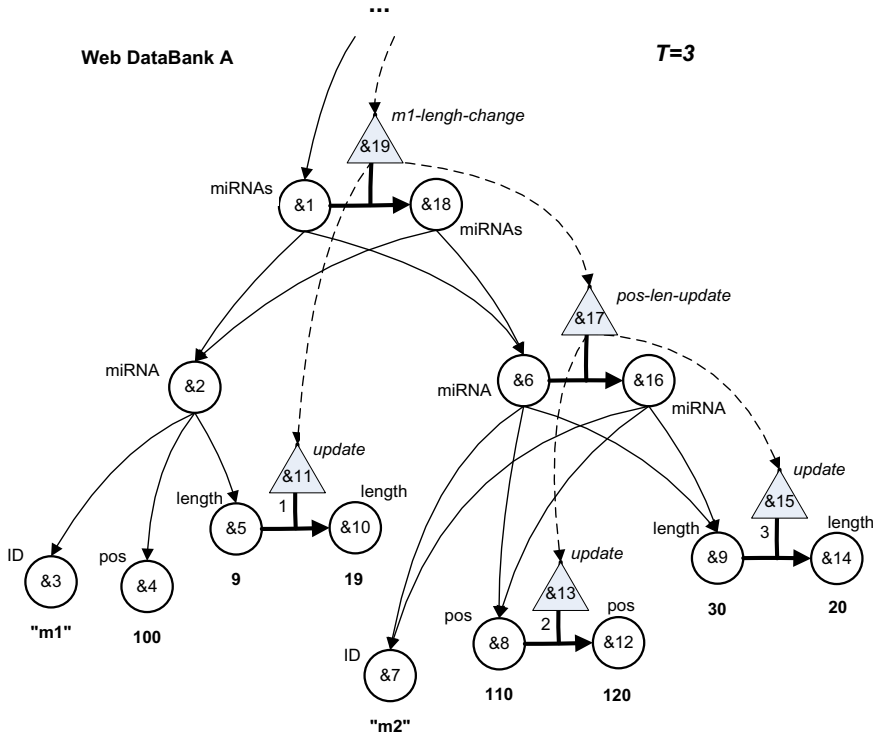 ...
Web DataBank A
T=3
m1-lengh-change
&19
miRNAs
&1
&18
miRNAs
pos-len-update
&17
miRNA
&2
miRNA
&6
&16
miRNA
update
&11
1
length
&5
length
&10
9
19
update
&15
3
length
&9
length
&14
30
20
ID
&3
"m1"
pos
&4
100
update
&13
2
pos
&8
pos
&12
110
120
ID
&7
"m2"